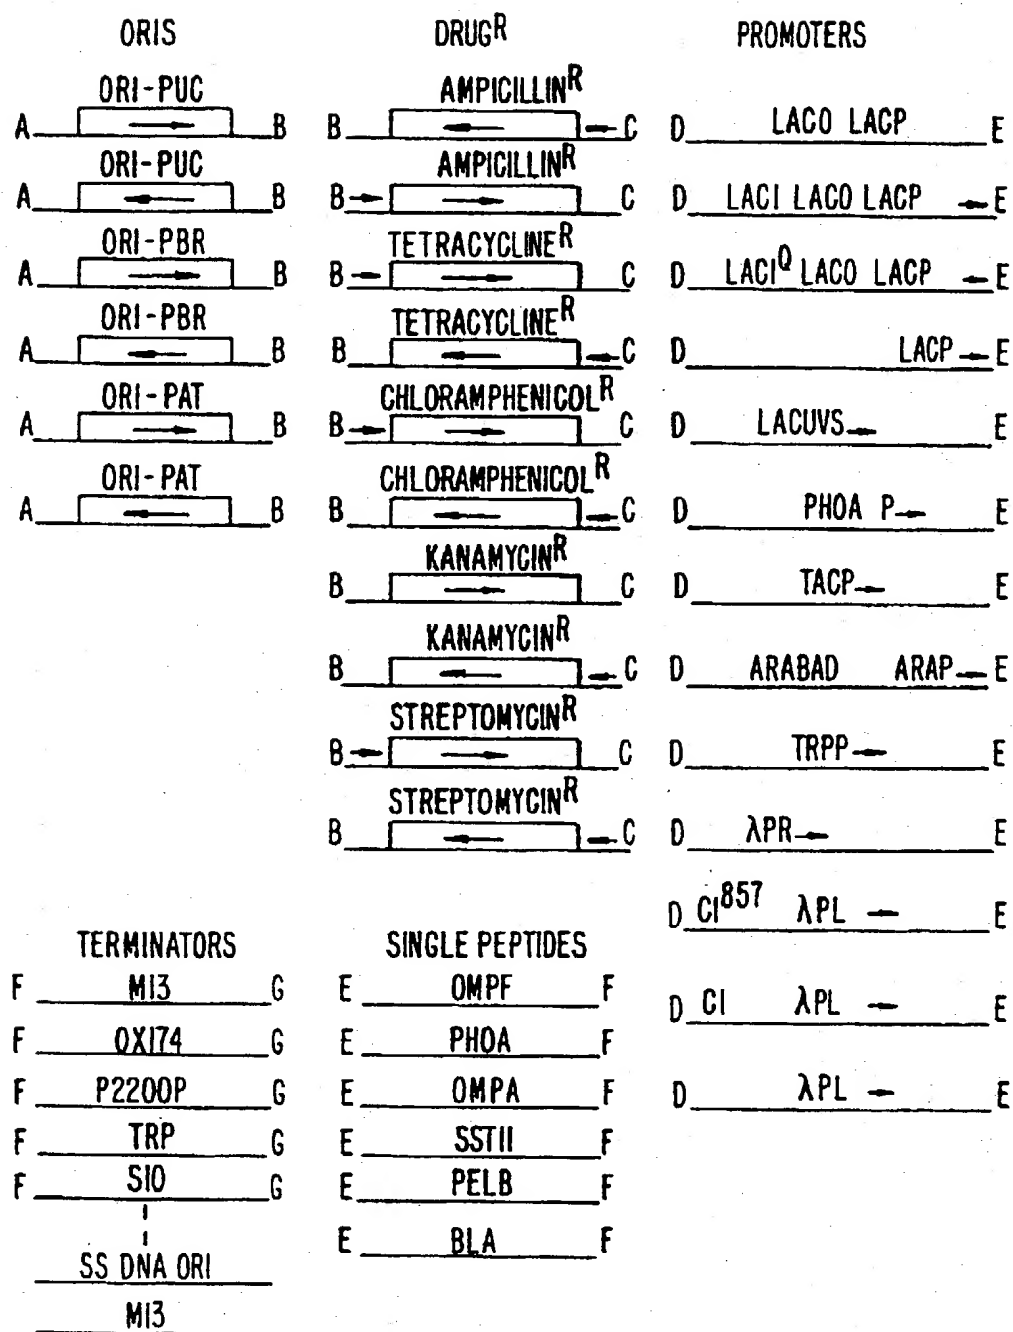 ORIS
ORI-PUC
A B
ORI-PUC
A B
ORI-PBR
A B
ORI-PBR
A B
ORI-PAT
A B
ORI-PAT
A B
DRUGR
AMPICILLINR
B C
AMPICILLINR
B C
TETRACYCLINER
B C
TETRACYCLINER
B C
CHLORAMPHENICOLR
B C
CHLORAMPHENICOLR
B C
KANAMYCINR
B C
KANAMYCINR
B C
STREPTOMYCINR
B C
STREPTOMYCINR
B C
PROMOTERS
D LACO LACP E
D LACI LACO LACP E
D LACIQ LACO LACP E
D LACP E
D LACUVS E
D PHOA P E
D TACP E
D ARABAD ARAP E
D TRPP E
D λPR E
D CI857 λPL E
D CI λPL E
D λPL E
TERMINATORS
F M13 G
F 0X174 G
F P2200P G
F TRP G
F S10 G
SS DNA ORI
M13
SINGLE PEPTIDES
E OMPF F
E PHOA F
E OMPA F
E SSTII F
E PELB F
E BLA F